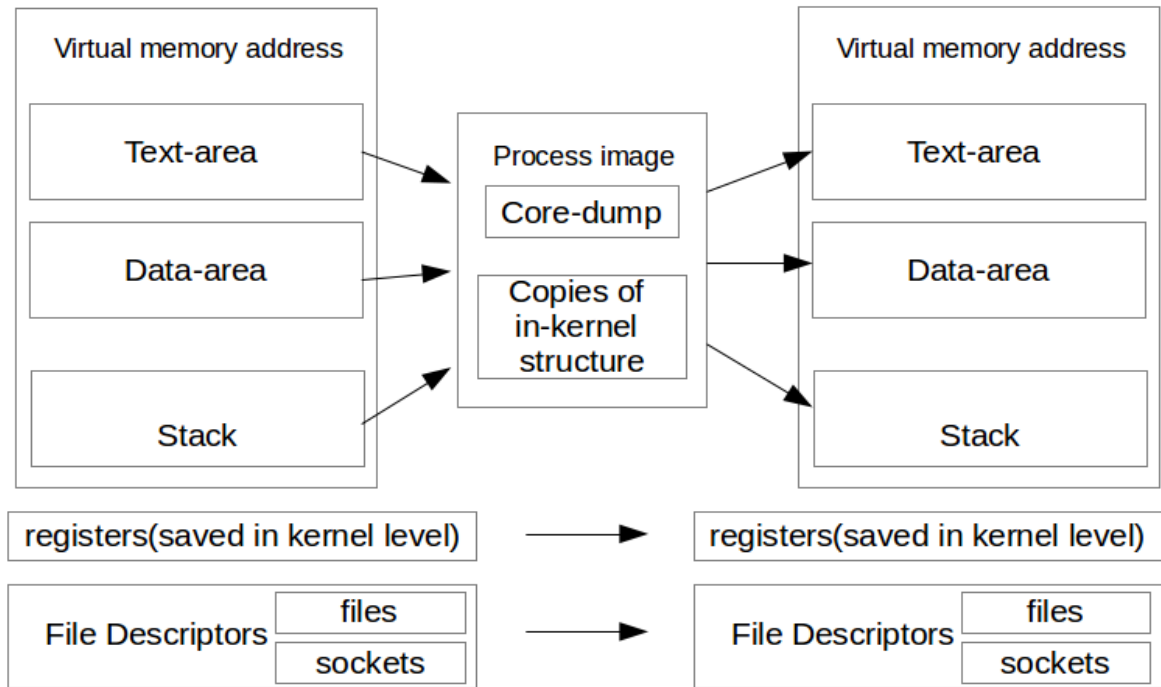 Virtual memory address
Text-area
Data-area
Stack
Process image
Core-dump
Copies of
in-kernel
structure
Virtual memory address
Text-area
Data-area
Stack
registers(saved in kernel level)
registers(saved in kernel level)
File Descriptors
files
sockets
File Descriptors
files
sockets